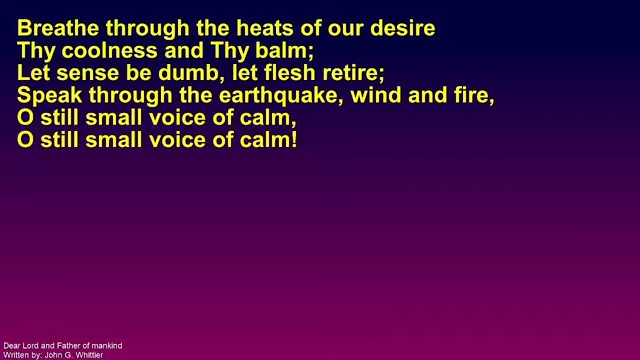 Breathe through the heats of our desire
Thy coolness and Thy balm;
Let sense be dumb, let flesh retire;
Speak through the earthquake, wind and fire,
O still small voice of calm,
O still small voice of calm!
Dear Lord and Father of mankind
Written by: John G. Whittier